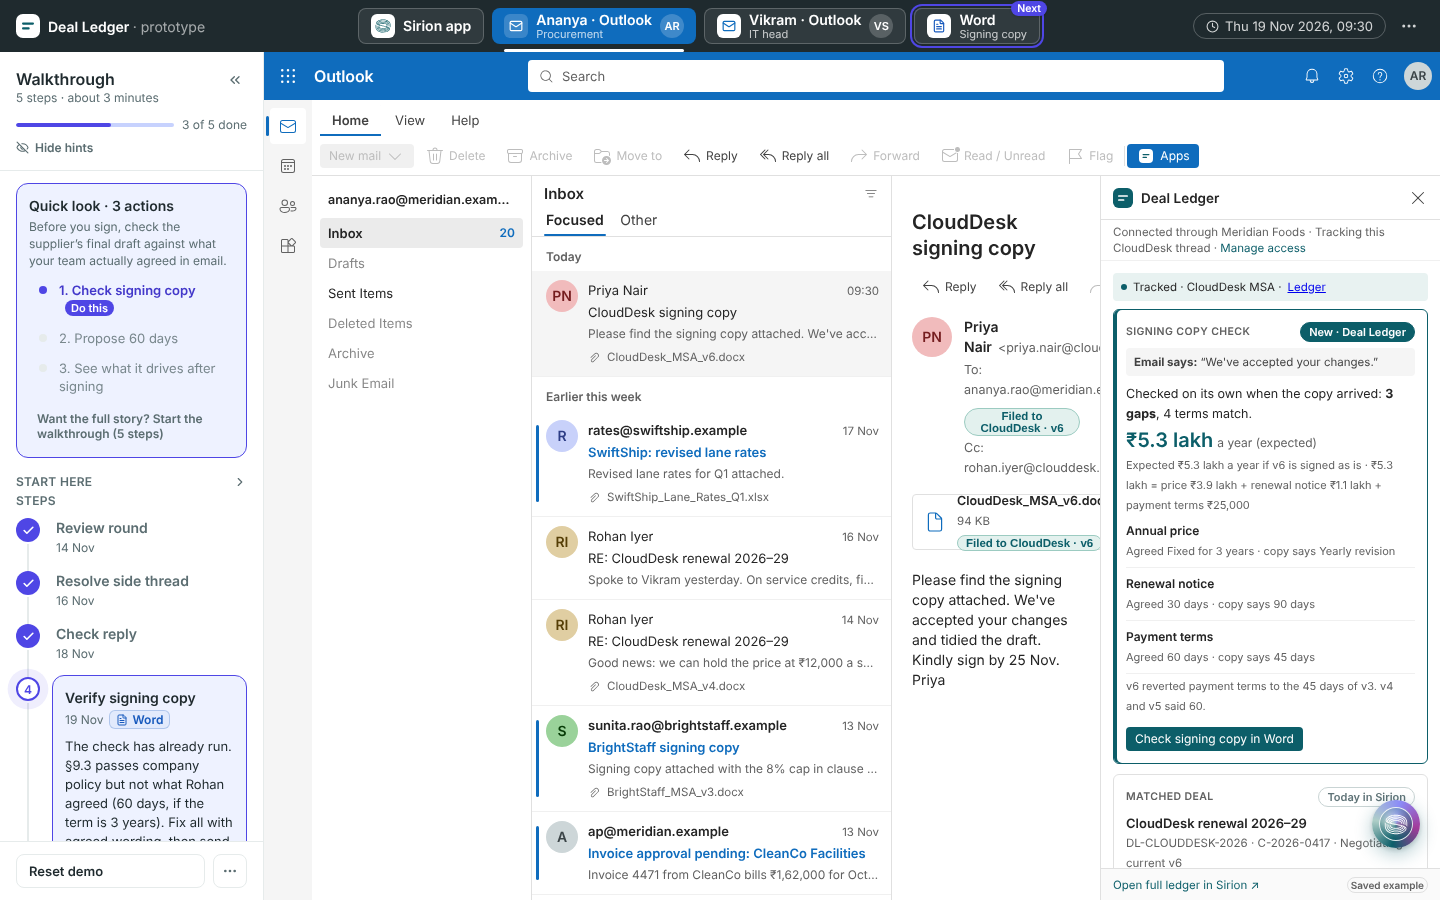 Deal Ledger · prototype
Sirion app
Ananya · Outlook
Procurement
AR
Vikram · Outlook
IT head
VS
Word
Signing copy
Next
Thu 19 Nov 2026, 09:30
Walkthrough
5 steps · about 3 minutes
3 of 5 done
Hide hints
Quick look · 3 actions
Before you sign, check the
supplier's final draft against what
your team actually agreed in email.
1. Check signing copy
Do this
2. Propose 60 days
3. See what it drives after
signing
Want the full story? Start the
walkthrough (5 steps)
START HERE
STEPS
Review round
14 Nov
Resolve side thread
16 Nov
Check reply
18 Nov
4
Verify signing copy
19 Nov
Word
The check has already run.
§9.3 passes company
policy but not what Rohan
agreed (60 days, if the
term is 3 years). Fix all with
agreed wording, then send
Reset demo
Outlook
Search
AR
Home
View
Help
New mail
Delete
Archive
Move to
Reply
Reply all
Forward
Read / Unread
Flag
Apps
ananya.rao@meridian.exam...
Inbox
20
Drafts
Sent Items
Deleted Items
Archive
Junk Email
Inbox
Focused
Other
Today
PN
Priya Nair
09:30
CloudDesk signing copy
Please find the signing copy attached. We've acc...
CloudDesk_MSA_v6.docx
Earlier this week
R
rates@swiftship.example
17 Nov
SwiftShip: revised lane rates
Revised lane rates for Q1 attached.
SwiftShip_Lane_Rates_Q1.xlsx
RI
Rohan Iyer
16 Nov
RE: CloudDesk renewal 2026–29
Spoke to Vikram yesterday. On service credits, fi...
RI
Rohan Iyer
14 Nov
RE: CloudDesk renewal 2026–29
Good news: we can hold the price at ₹12,000 a s...
CloudDesk_MSA_v4.docx
S
sunita.rao@brightstaff.example
13 Nov
BrightStaff signing copy
Signing copy attached with the 8% cap in clause ...
BrightStaff_MSA_v3.docx
A
ap@meridian.example
13 Nov
Invoice approval pending: CleanCo Facilities
Invoice 4471 from CleanCo bills ₹1,62,000 for Oct...
CloudDesk
signing copy
Reply
Reply all
PN
Priya
Nair <priya.nair@clou
To:
ananya.rao@meridian.e
Filed to
CloudDesk · v6
Cc:
rohan.iyer@clouddesk.
CloudDesk_MSA_v6.doc
94 KB
Filed to CloudDesk · v6
Please find the signing
copy attached. We've
accepted your changes
and tidied the draft.
Kindly sign by 25 Nov.
Priya
Deal Ledger
Connected through Meridian Foods · Tracking this
CloudDesk thread · Manage access
Tracked · CloudDesk MSA · Ledger
SIGNING COPY CHECK
New · Deal Ledger
Email says: “We've accepted your changes.”
Checked on its own when the copy arrived: 3
gaps, 4 terms match.
₹5.3 lakh a year (expected)
Expected ₹5.3 lakh a year if v6 is signed as is · ₹5.3
lakh = price ₹3.9 lakh + renewal notice ₹1.1 lakh +
payment terms ₹25,000
Annual price
Agreed Fixed for 3 years · copy says Yearly revision
Renewal notice
Agreed 30 days · copy says 90 days
Payment terms
Agreed 60 days · copy says 45 days
v6 reverted payment terms to the 45 days of v3. v4
and v5 said 60.
Check signing copy in Word
MATCHED DEAL
Today in Sirion
CloudDesk renewal 2026–29
DL-CLOUDDESK-2026 · C-2026-0417 ·
current v6
Open full ledger in Sirion ↗
Saved example